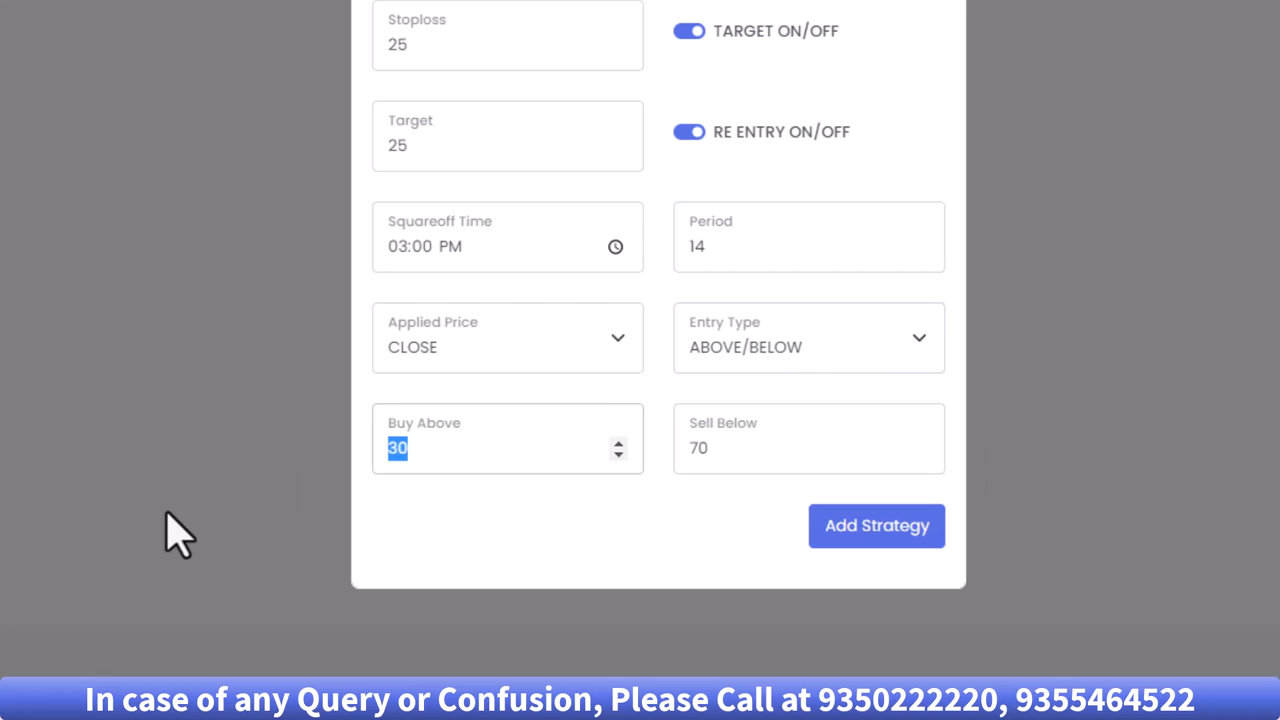 Stoploss
25
TARGET ON/OFF
Target
25
RE ENTRY ON/OFF
Squareoff Time
03:00 PM
Period
14
Applied Price
CLOSE
Entry Type
ABOVE/BELOW
Buy Above
30
Sell Below
70
Add Strategy
In case of any Query or Confusion, Please Call at 9350222220, 9355464522